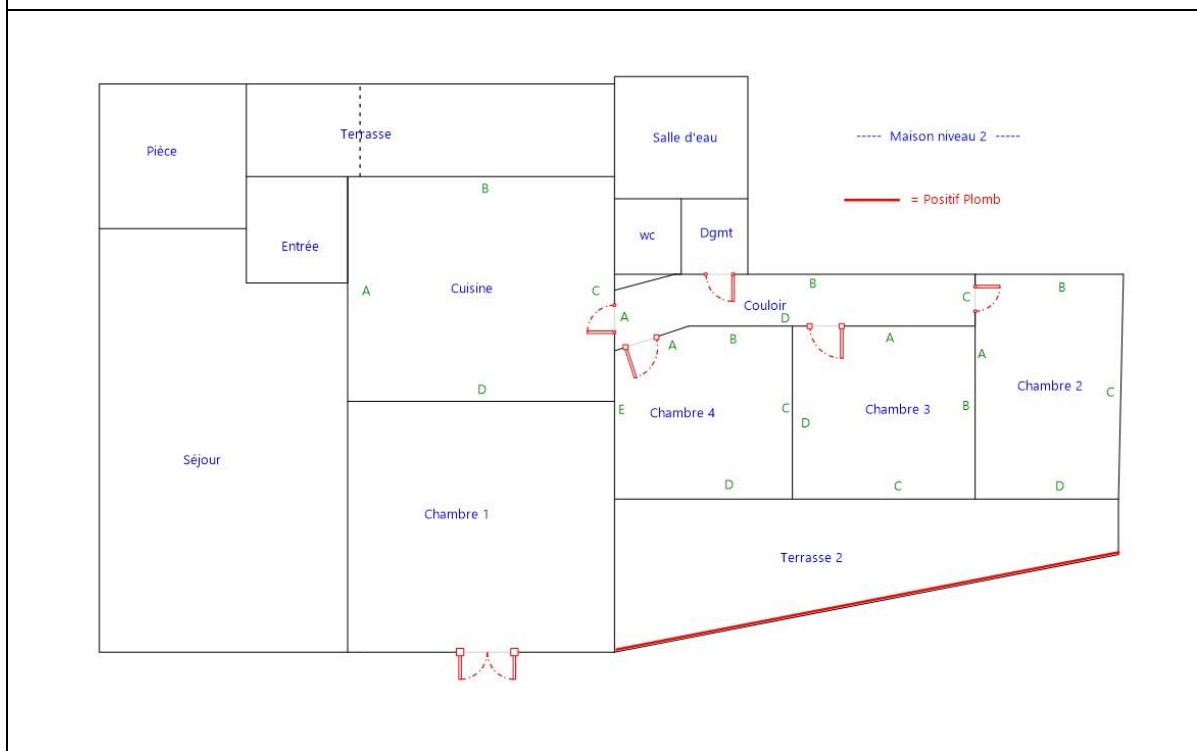 Salle d'eau
Terrasse
----- Maison niveau 2 -----
Pièce
B
= Positif Plomb
wc
Dgmt
Entrée
Cuisine
A
C
B
C
B
Couloir
A
D
A
B
A
A
Chambre 2
C
D
E
Chambre 4
C
D
Chambre 3
B
Séjour
D
C
D
Chambre 1
Terrasse 2